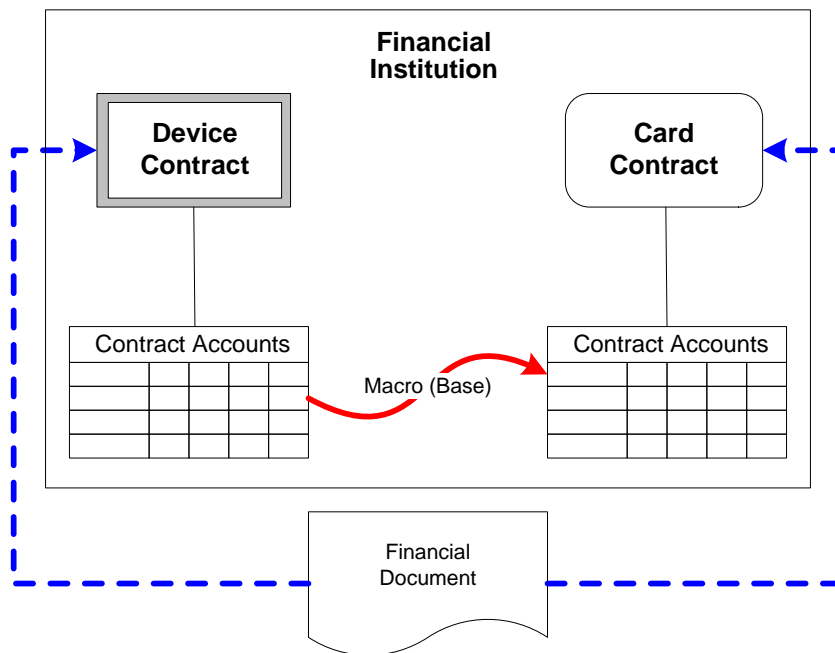 Financial
Institution
Device
Contract
Card
Contract
Contract Accounts
Contract Accounts
Macro (Base)
Financial
Document